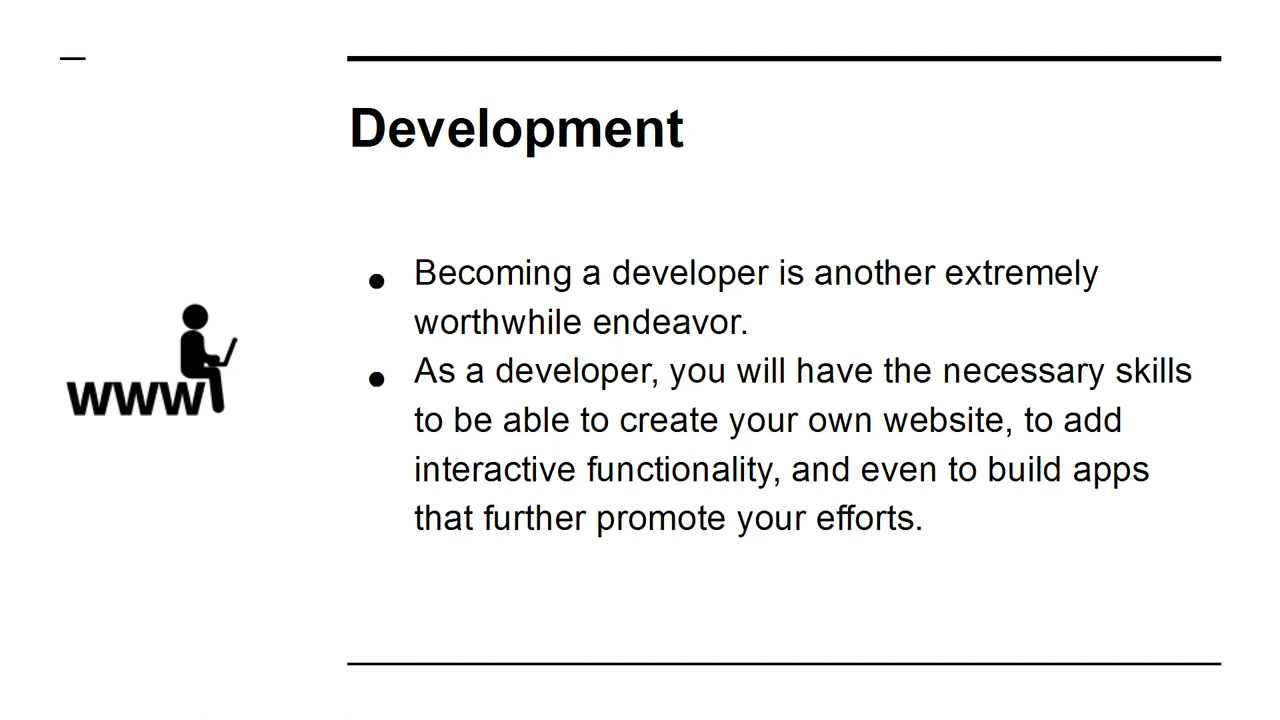 Development
● Becoming a developer is another extremely
worthwhile endeavor.
● As a developer, you will have the necessary skills
to be able to create your own website, to add
interactive functionality, and even to build apps
that further promote your efforts.
www